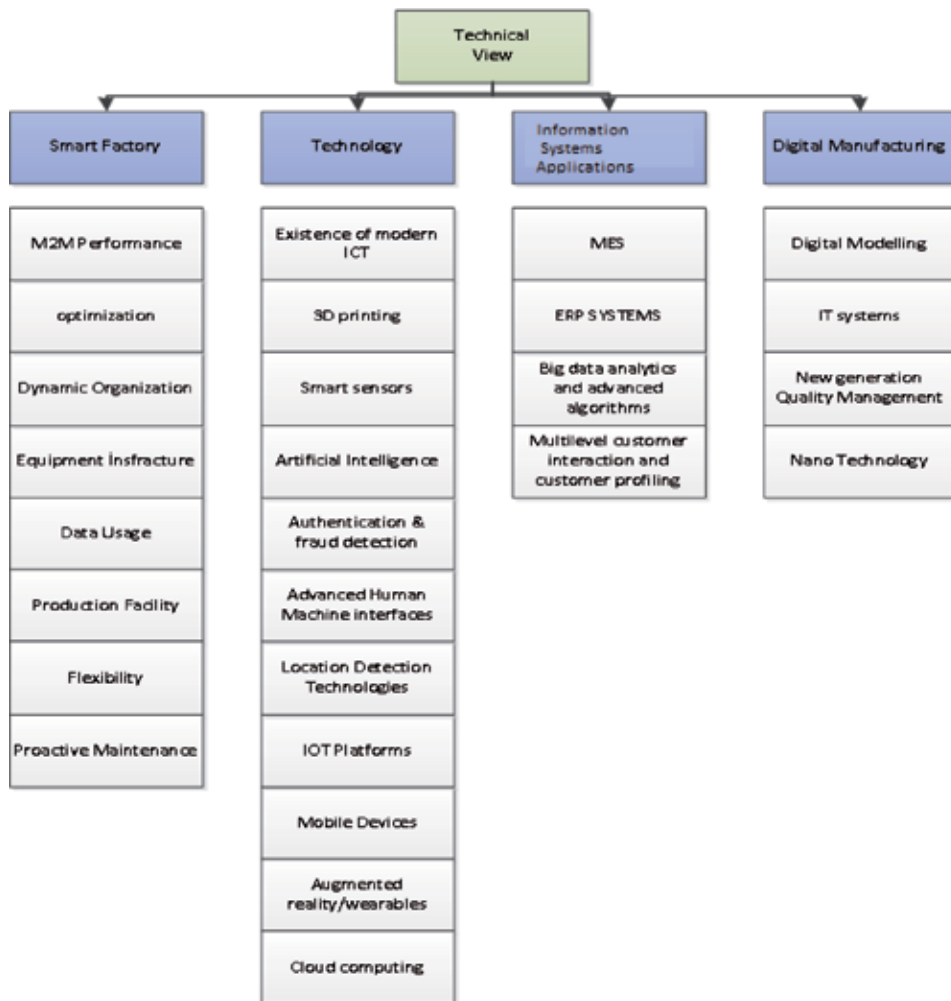 Technical
View
Smart Factory
Technology
Information
Systems
Applications
Digital Manufacturing
M2M Performance
optimization
Dynamic Organization
Equipment İnsfracture
Data Usage
Production Facility
Flexibility
Proactive Maintenance
Existence of modern
ICT
3D printing
Smart sensors
Artificial Intelligence
Authentication &
fraud detection
Advanced Human
Machine interfaces
Location Detection
Technologies
IOT Platforms
Mobile Devices
Augmented
reality/wearables
Cloud computing
MES
ERP SYSTEMS
Big data analytics
and advanced
algorithms
Multilevel customer
interaction and
customer profiling
Digital Modelling
IT systems
New generation
Quality Management
Nano Technology